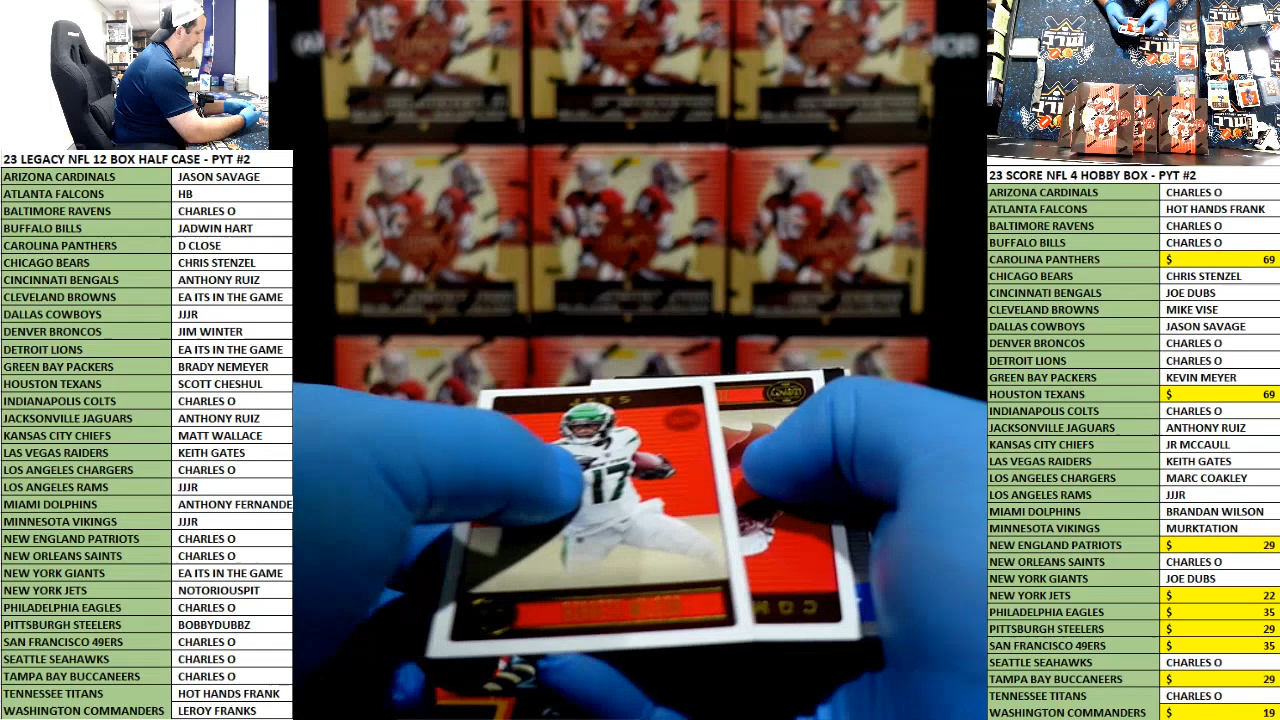 23 LEGACY NFL 12 BOX HALF CASE - PYT #2
ARIZONA CARDINALS JASON SAVAGE
ATLANTA FALCONS HB
BALTIMORE RAVENS CHARLES O
BUFFALO BILLS JADWIN HART
CAROLINA PANTHERS D CLOSE
CHICAGO BEARS CHRIS STENZEL
CINCINNATI BENGALS ANTHONY RUIZ
CLEVELAND BROWNS EA ITS IN THE GAME
DALLAS COWBOYS JJJR
DENVER BRONCOS JIM WINTER
DETROIT LIONS EA ITS IN THE GAME
GREEN BAY PACKERS BRADY NEMEYER
HOUSTON TEXANS SCOTT CHESHUL
INDIANAPOLIS COLTS CHARLES O
JACKSONVILLE JAGUARS ANTHONY RUIZ
KANSAS CITY CHIEFS MATT WALLACE
LAS VEGAS RAIDERS KEITH GATES
LOS ANGELES CHARGERS CHARLES O
LOS ANGELES RAMS JJJR
MIAMI DOLPHINS ANTHONY FERNANDE
MINNESOTA VIKINGS JJJR
NEW ENGLAND PATRIOTS CHARLES O
NEW ORLEANS SAINTS CHARLES O
NEW YORK GIANTS EA ITS IN THE GAME
NEW YORK JETS NOTORIOUSPIT
PHILADELPHIA EAGLES CHARLES O
PITTSBURGH STEELERS BOBBYDUBBZ
SAN FRANCISCO 49ERS CHARLES O
SEATTLE SEAHAWKS CHARLES O
TAMPA BAY BUCCANEERS CHARLES O
TENNESSEE TITANS HOT HANDS FRANK
WASHINGTON COMMANDERS LEROY FRANKS
JETS
17
23 SCORE NFL 4 HOBBY BOX - PYT #2
ARIZONA CARDINALS CHARLES O
ATLANTA FALCONS HOT HANDS FRANK
BALTIMORE RAVENS CHARLES O
BUFFALO BILLS CHARLES O
CAROLINA PANTHERS $ 69
CHICAGO BEARS CHRIS STENZEL
CINCINNATI BENGALS JOE DUBS
CLEVELAND BROWNS MIKE VISE
DALLAS COWBOYS JASON SAVAGE
DENVER BRONCOS CHARLES O
DETROIT LIONS CHARLES O
GREEN BAY PACKERS KEVIN MEYER
HOUSTON TEXANS $ 69
INDIANAPOLIS COLTS CHARLES O
JACKSONVILLE JAGUARS ANTHONY RUIZ
KANSAS CITY CHIEFS JR MCCAULL
LAS VEGAS RAIDERS KEITH GATES
LOS ANGELES CHARGERS MARC COAKLEY
LOS ANGELES RAMS JJJR
MIAMI DOLPHINS BRANDAN WILSON
MINNESOTA VIKINGS MURKTATION
NEW ENGLAND PATRIOTS $ 29
NEW ORLEANS SAINTS CHARLES O
NEW YORK GIANTS JOE DUBS
NEW YORK JETS $ 22
PHILADELPHIA EAGLES $ 35
PITTSBURGH STEELERS $ 29
SAN FRANCISCO 49ERS $ 35
SEATTLE SEAHAWKS CHARLES O
TAMPA BAY BUCCANEERS $ 29
TENNESSEE TITANS CHARLES O
WASHINGTON COMMANDERS $ 19